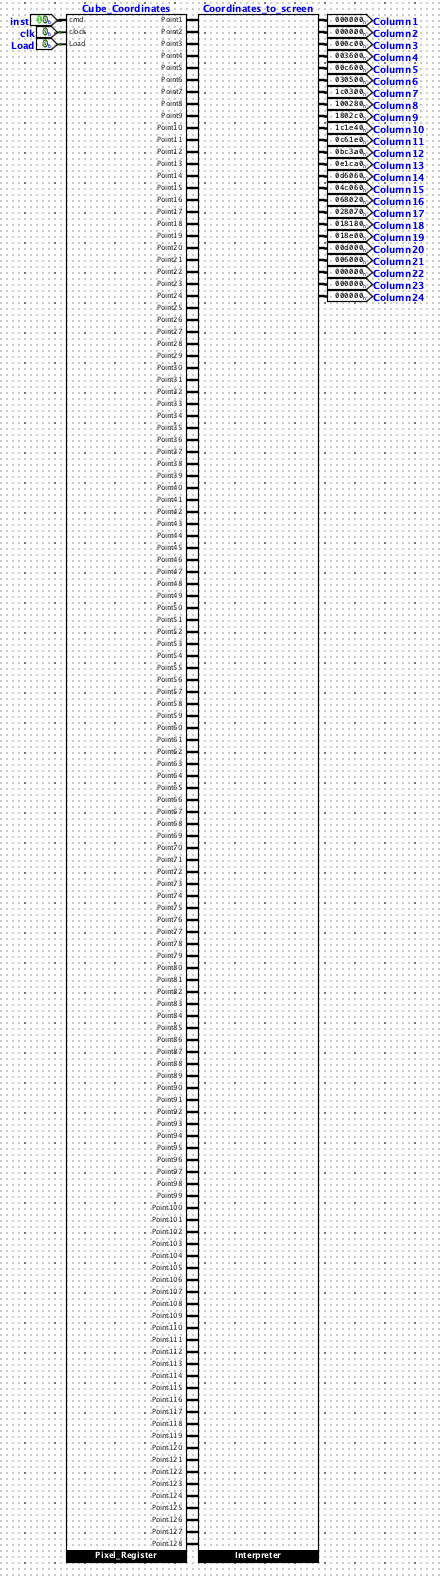 Cube_Coordinates Coordinates_to_screen
inst cmd Point1 000000 Column1
clk clock Point2 000000 Column2
Load Load Point3 000c00 Column3
Point4 003600 Column4
Point5 00c600 Column5
Point6 030500 Column6
Point7 1c0300 Column7
Point8 100280 Column8
Point9 1802c0 Column9
Point10 1c1e40 Column10
Point11 0c61e0 Column11
Point12 0bc3a0 Column12
Point13 0e1ca0 Column13
Point14 0d6060 Column14
Point15 04c060 Column15
Point16 068020 Column16
Point17 028070 Column17
Point18 018180 Column18
Point19 018e00 Column19
Point20 00d000 Column20
Point21 006000 Column21
Point22 000000 Column22
Point23 000000 Column23
Point24 000000 Column24
Point25
Point26
Point27
Point28
Point29
Point30
Point31
Point32
Point33
Point34
Point35
Point36
Point37
Point38
Point39
Point40
Point41
Point42
Point43
Point44
Point45
Point46
Point47
Point48
Point49
Point50
Point51
Point52
Point53
Point54
Point55
Point56
Point57
Point58
Point59
Point60
Point61
Point62
Point63
Point64
Point65
Point66
Point67
Point68
Point69
Point70
Point71
Point72
Point73
Point74
Point75
Point76
Point77
Point78
Point79
Point80
Point81
Point82
Point83
Point84
Point85
Point86
Point87
Point88
Point89
Point90
Point91
Point92
Point93
Point94
Point95
Point96
Point97
Point98
Point99
Point100
Point101
Point102
Point103
Point104
Point105
Point106
Point107
Point108
Point109
Point110
Point111
Point112
Point113
Point114
Point115
Point116
Point117
Point118
Point119
Point120
Point121
Point122
Point123
Point124
Point125
Point126
Point127
Point128
Pixel_Register Interpreter